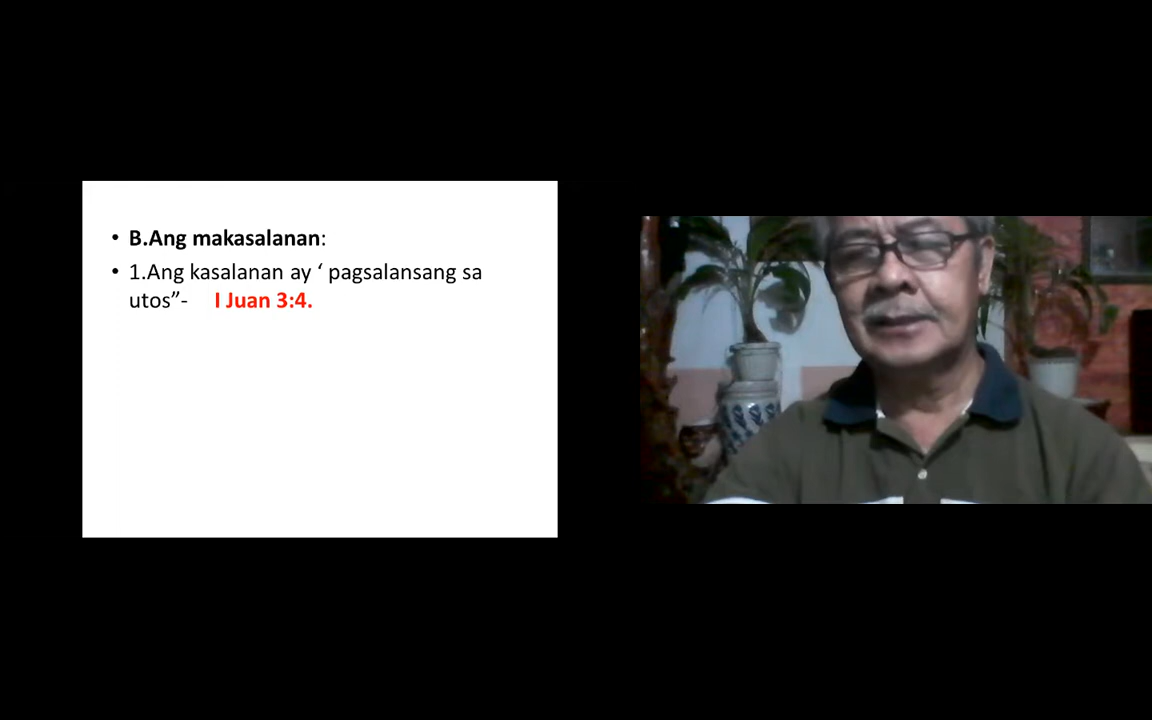 • B.Ang makasalanan:
• 1.Ang kasalanan ay ‘ pagsalansang sa
utos”- I Juan 3:4.